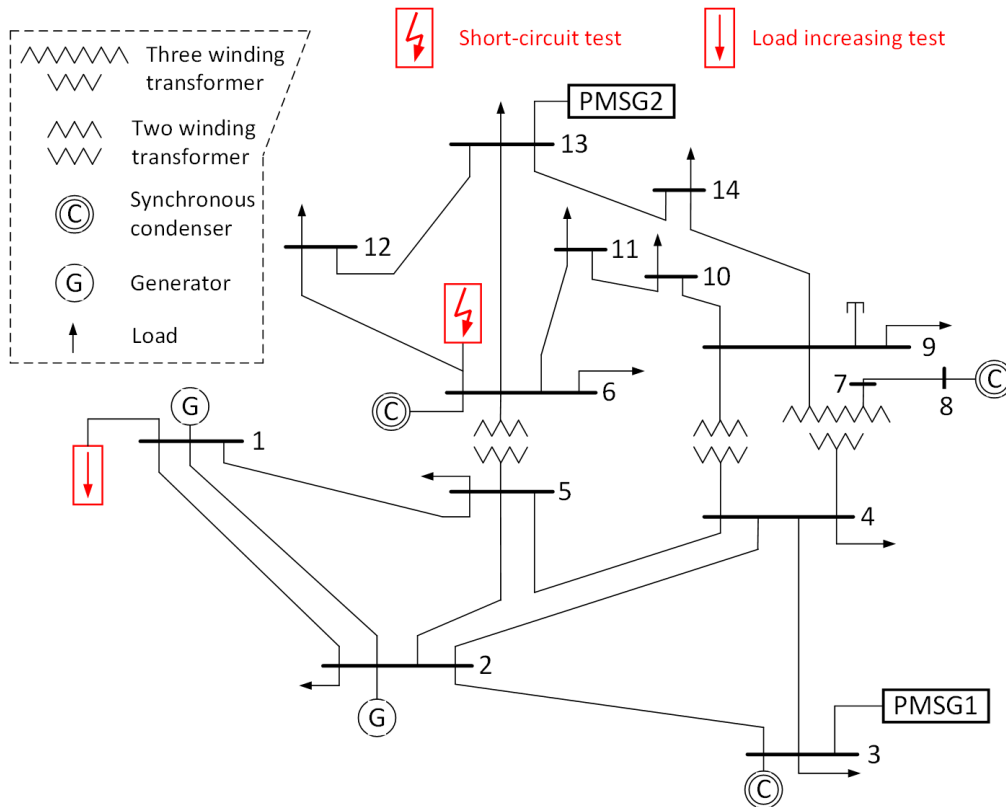 Three winding
transformer
Two winding
transformer
C
Synchronous
condenser
G
Generator
Load
Short-circuit test
Load increasing test
PMSG2
13
14
12
11
10
9
7
8
C
6
C
G
1
5
4
2
G
PMSG1
3
C